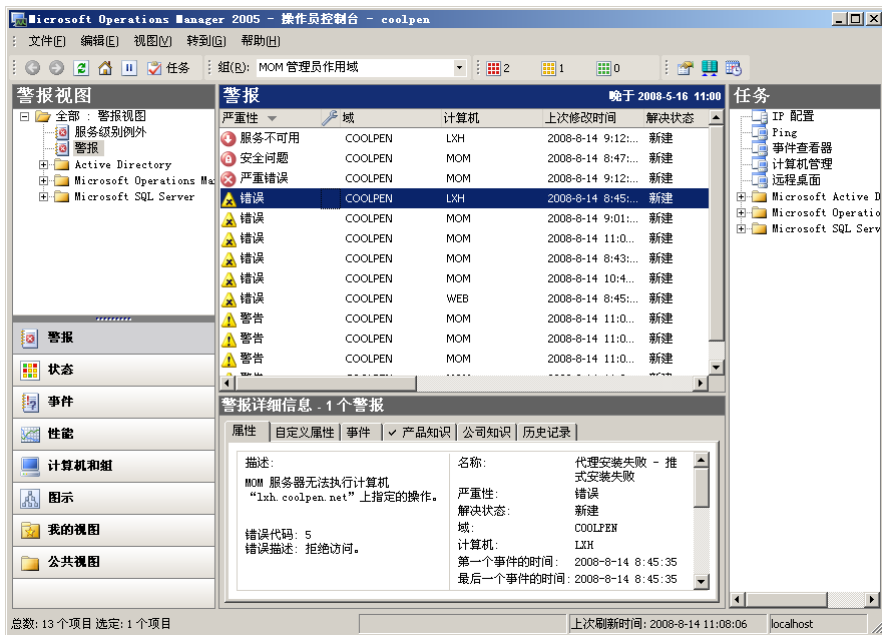 Microsoft Operations Manager 2005 - 操作员控制台 - coolpen
文件(F) 编辑(E) 视图(V) 转到(G) 帮助(H)
任务 组(R): MOM 管理员作用域 2 1 0
警报视图
全部 : 警报视图
服务级别例外
警报
Active Directory
Microsoft Operations Ma
Microsoft SQL Server
警报
状态
事件
性能
计算机和组
图示
我的视图
公共视图
警报 晚于 2008-5-16 11:00
严重性 域 计算机 上次修改时间 解决状态
服务不可用 COOLPEN LXH 2008-8-14 9:12:... 新建
安全问题 COOLPEN MOM 2008-8-14 8:47:... 新建
严重错误 COOLPEN MOM 2008-8-14 9:12:... 新建
错误 COOLPEN LXH 2008-8-14 8:45:... 新建
错误 COOLPEN MOM 2008-8-14 9:01:... 新建
错误 COOLPEN MOM 2008-8-14 11:0... 新建
错误 COOLPEN MOM 2008-8-14 8:43:... 新建
错误 COOLPEN MOM 2008-8-14 10:4... 新建
错误 COOLPEN WEB 2008-8-14 8:45:... 新建
警告 COOLPEN MOM 2008-8-14 11:0... 新建
警告 COOLPEN MOM 2008-8-14 11:0... 新建
警告 COOLPEN MOM 2008-8-14 11:0... 新建
警报详细信息 - 1 个警报
属性 自定义属性 事件 产品知识 公司知识 历史记录
描述:
MOM 服务器无法执行计算机
“lxh.coolpen.net”上指定的操作。
错误代码: 5
错误描述: 拒绝访问。
名称: 代理安装失败 - 推
式安装失败
严重性: 错误
解决状态: 新建
域: COOLPEN
计算机: LXH
第一个事件的时间: 2008-8-14 8:45:35
最后一个事件的时间: 2008-8-14 8:45:35
任务
IP 配置
Ping
事件查看器
计算机管理
远程桌面
Microsoft Active D
Microsoft Operatio
Microsoft SQL Serv
总数: 13 个项目 选定: 1 个项目 上次刷新时间: 2008-8-14 11:08:06 localhost